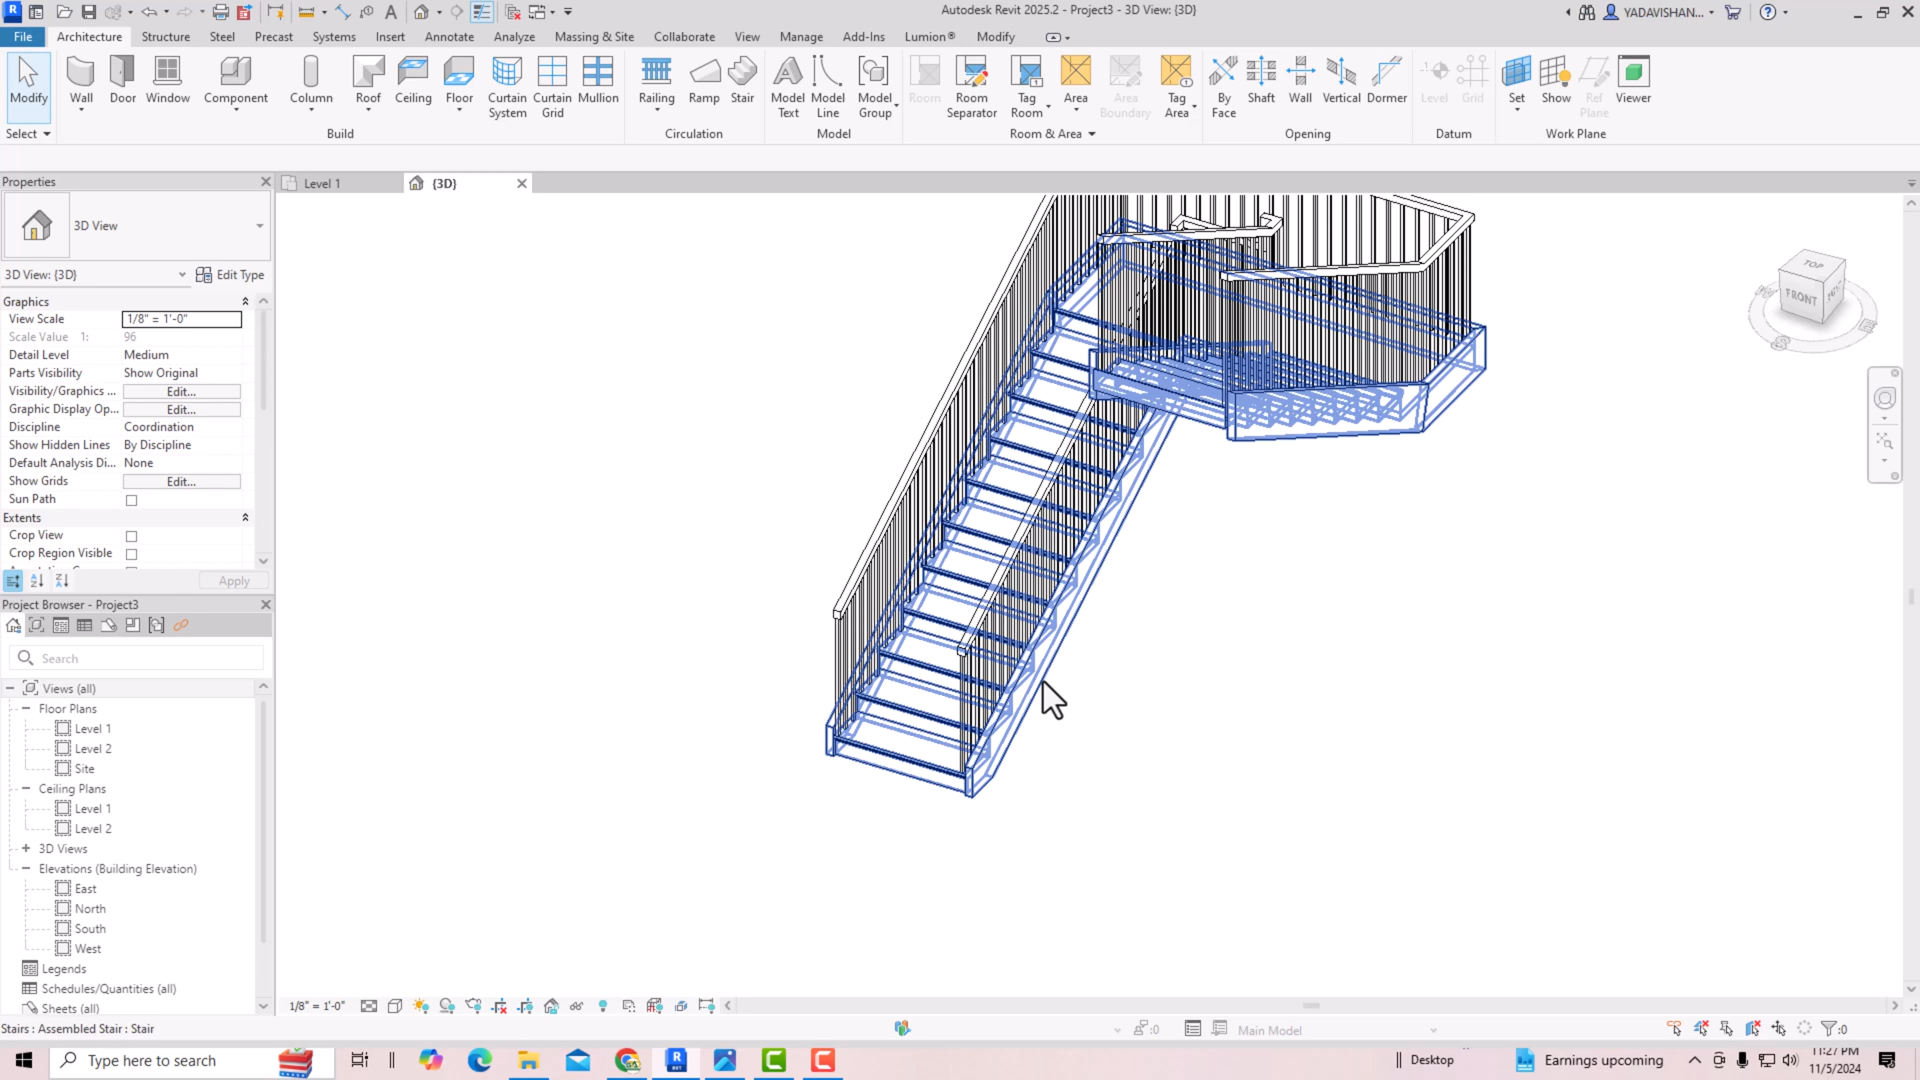 Autodesk Revit 2025.2 - Project3 - 3D View: {3D}
YADAVISHAN...
File Architecture Structure Steel Precast Systems Insert Annotate Analyze Massing & Site Collaborate View Manage Add-Ins Lumion® Modify
Modify Wall Door Window Component Column Roof Ceiling Floor Curtain System Curtain Grid Mullion Railing Ramp Stair Model Text Model Line Model Group Room Room Separator Tag Room Area Area Boundary Tag Area By Face Shaft Wall Vertical Dormer Level Grid Set Show Ref Plane Viewer
Select Build Circulation Model Room & Area Opening Datum Work Plane
Properties
Level 1
{3D}
3D View
3D View: {3D} Edit Type
Graphics
View Scale 1/8" = 1'-0"
Scale Value 1: 96
Detail Level Medium
Parts Visibility Show Original
Visibility/Graphics ... Edit...
Graphic Display Op... Edit...
Discipline Coordination
Show Hidden Lines By Discipline
Default Analysis Di... None
Show Grids Edit...
Sun Path
Extents
Crop View
Crop Region Visible
Apply
TOP
FRONT
Project Browser - Project3
Search
Views (all)
Floor Plans
Level 1
Level 2
Site
Ceiling Plans
Level 1
Level 2
3D Views
Elevations (Building Elevation)
East
North
South
West
Legends
Schedules/Quantities (all)
Sheets (all)
1/8" = 1'-0"
Stairs : Assembled Stair : Stair
:0
Main Model
:0
Type here to search
Desktop
Earnings upcoming
11:27 PM
11/5/2024